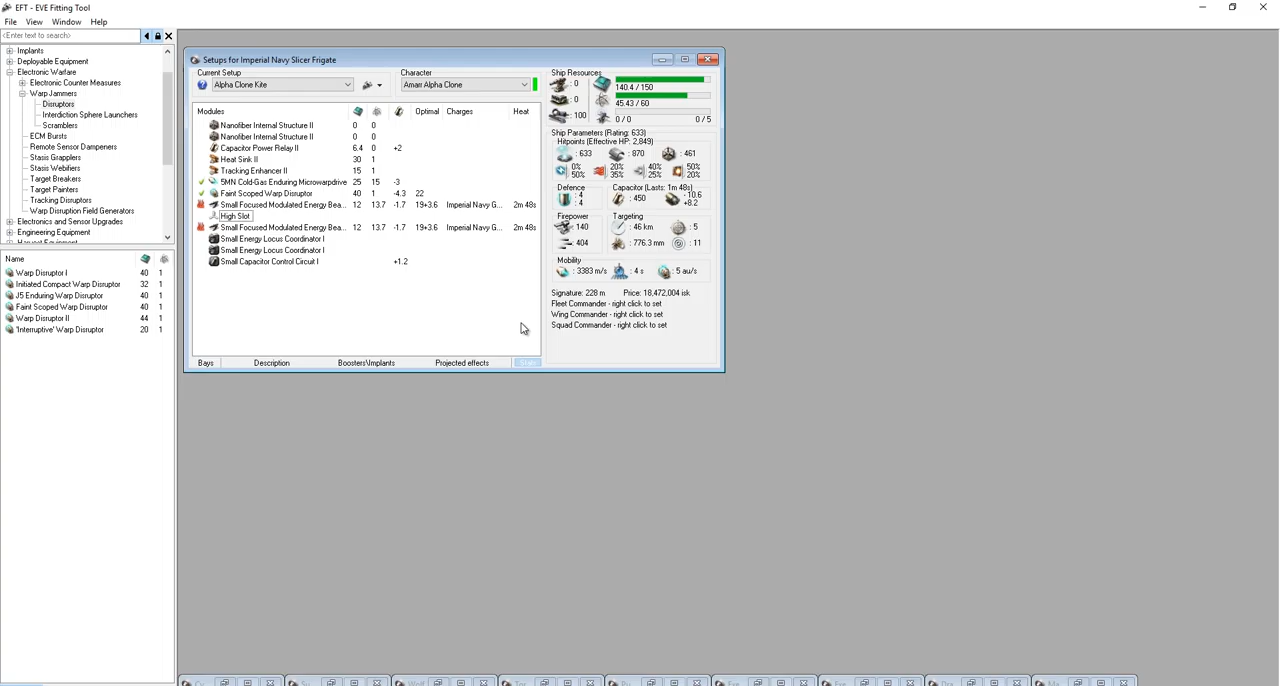 EFT - EVE Fitting Tool
File View Window Help
<Enter text to search>
Implants
Deployable Equipment
Electronic Warfare
Electronic Counter Measures
Warp Jammers
Disruptors
Interdiction Sphere Launchers
Scramblers
ECM Bursts
Remote Sensor Dampeners
Stasis Grapplers
Stasis Webifiers
Target Breakers
Target Painters
Tracking Disruptors
Warp Disruption Field Generators
Electronics and Sensor Upgrades
Engineering Equipment
Harvest Equipment
Name
Warp Disruptor I 40 1
Initiated Compact Warp Disruptor 32 1
J5 Enduring Warp Disruptor 40 1
Faint Scoped Warp Disruptor 40 1
Warp Disruptor II 44 1
'Interruptive' Warp Disruptor 20 1
Setups for Imperial Navy Slicer Frigate
Current Setup
Alpha Clone Kite
Character
Amarr Alpha Clone
Modules Optimal Charges Heat
Nanofiber Internal Structure II 0 0
Nanofiber Internal Structure II 0 0
Capacitor Power Relay II 6.4 0 +2
Heat Sink II 30 1
Tracking Enhancer II 15 1
5MN Cold-Gas Enduring Microwarpdrive 25 15 -3
Faint Scoped Warp Disruptor 40 1 -4.3 22
Small Focused Modulated Energy Bea... 12 13.7 -1.7 19+3.6 Imperial Navy G... 2m 48s
High Slot
Small Focused Modulated Energy Bea... 12 13.7 -1.7 19+3.6 Imperial Navy G... 2m 48s
Small Energy Locus Coordinator I
Small Energy Locus Coordinator I
Small Capacitor Control Circuit I +1.2
Bays Description Boosters\Implants Projected effects Stats
Ship Resources
: 0 140.4 / 150
: 0 45.43 / 60
: 100 0 / 0 0 / 5
Ship Parameters (Rating: 633)
Hitpoints (Effective HP: 2,849)
: 633 : 870 : 461
0% 20% 40% 50%
50% 35% 25% 20%
Defence Capacitor (Lasts: 1m 48s)
: 4 : 450 -10.6
: 4 +8.2
Firepower Targeting
: 140 : 46 km : 5
: 404 : 776.3 mm : 11
Mobility
: 3383 m/s : 4 s : 5 au/s
Signature: 228 m Price: 18,472,004 isk
Fleet Commander - right click to set
Wing Commander - right click to set
Squad Commander - right click to set